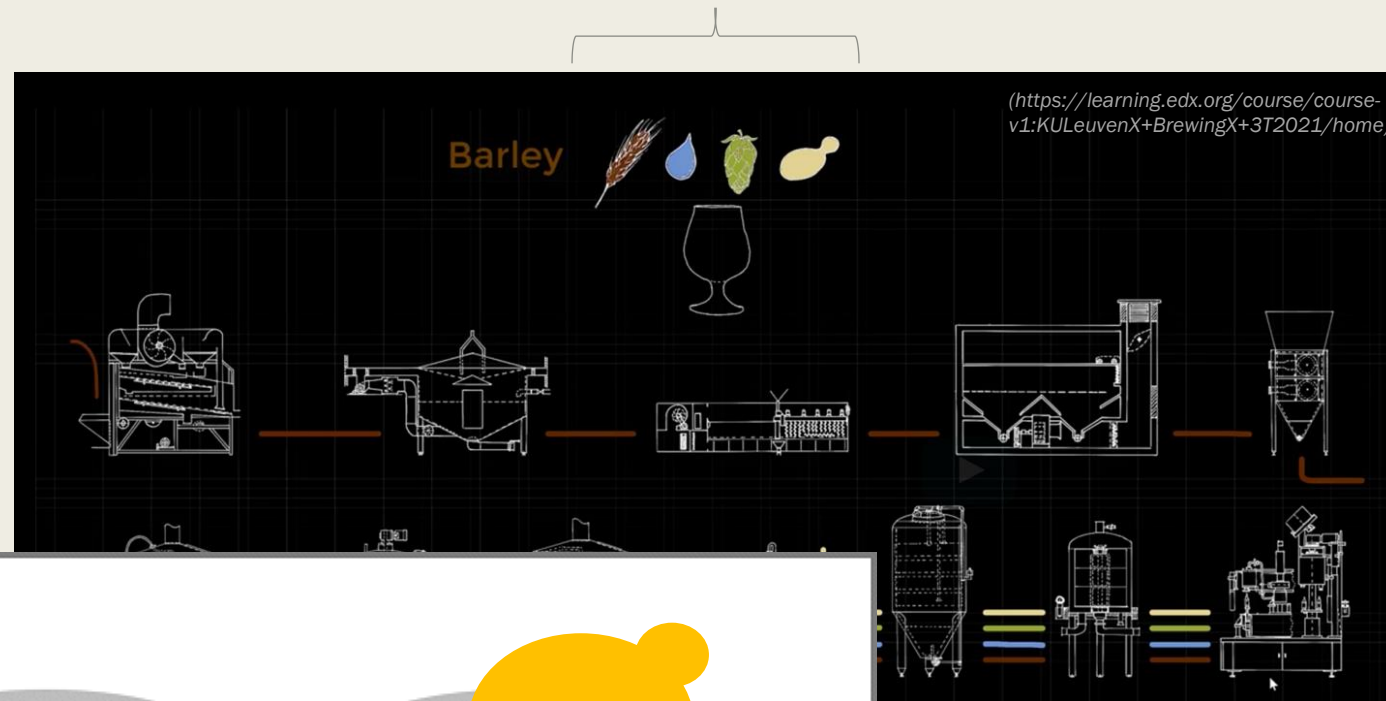 (https://learning.edx.org/course/course-
v1:KULeuvenX+BrewingX+3T2021/home)
Barley